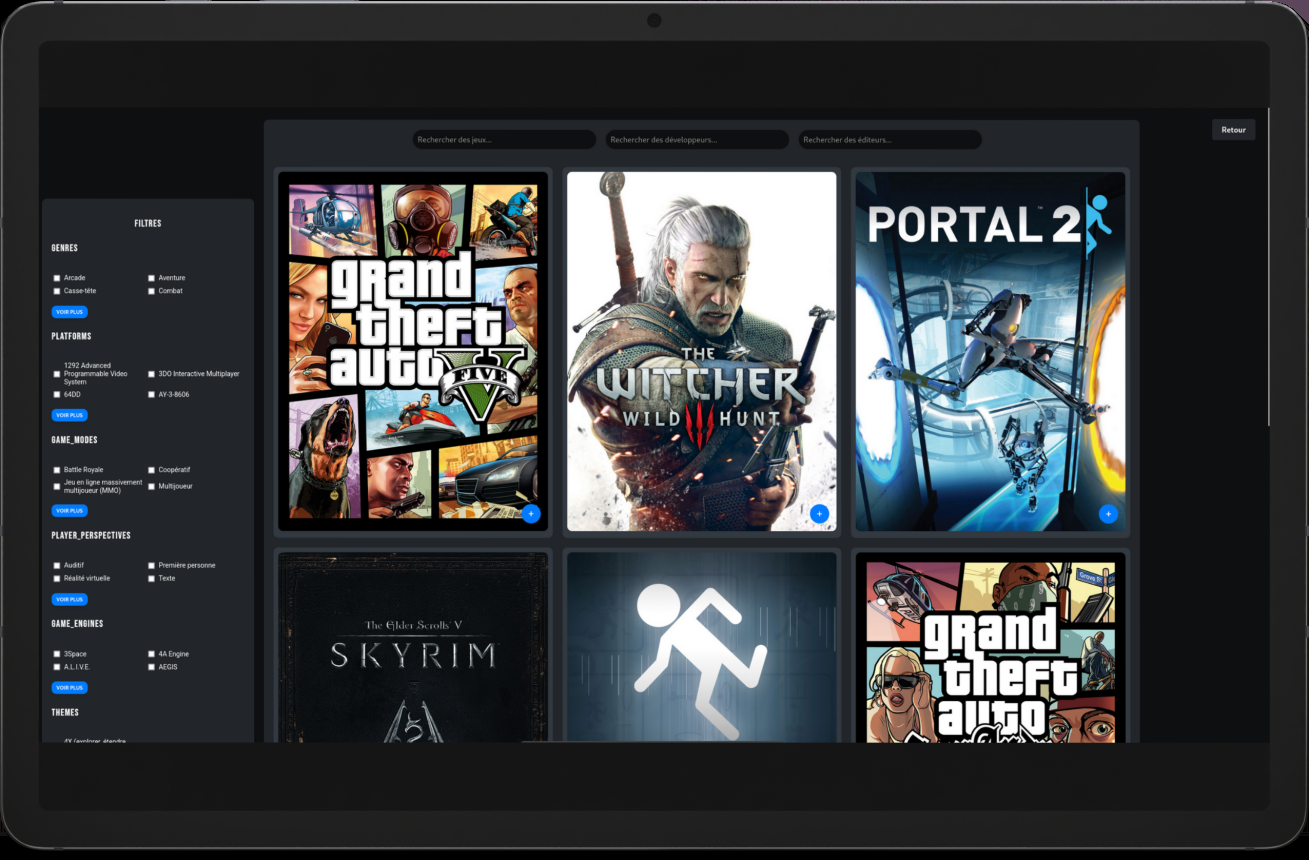 Rechercher des jeux...
Rechercher des développeurs...
Rechercher des éditeurs...
Retour
FILTRES
GENRES
Arcade
Aventure
Casse-tête
Combat
VOIR PLUS
PLATFORMS
1292 Advanced
Programmable Video
System
3DO Interactive Multiplayer
64DD
AY-3-8606
VOIR PLUS
GAME_MODES
Battle Royale
Coopératif
Jeu en ligne massivement
multijoueur (MMO)
Multijoueur
VOIR PLUS
PLAYER_PERSPECTIVES
Auditif
Première personne
Réalité virtuelle
Texte
VOIR PLUS
GAME_ENGINES
3Space
4A Engine
A.L.I.V.E.
AEGIS
VOIR PLUS
THEMES
4X (explorer, étendre,
grand
theft
auto
V
FIVE
+
THE
WITCHER
WILD HUNT
III
+
PORTAL 2
™
+
The Elder Scrolls V
SKYRIM
grand
theft
auto